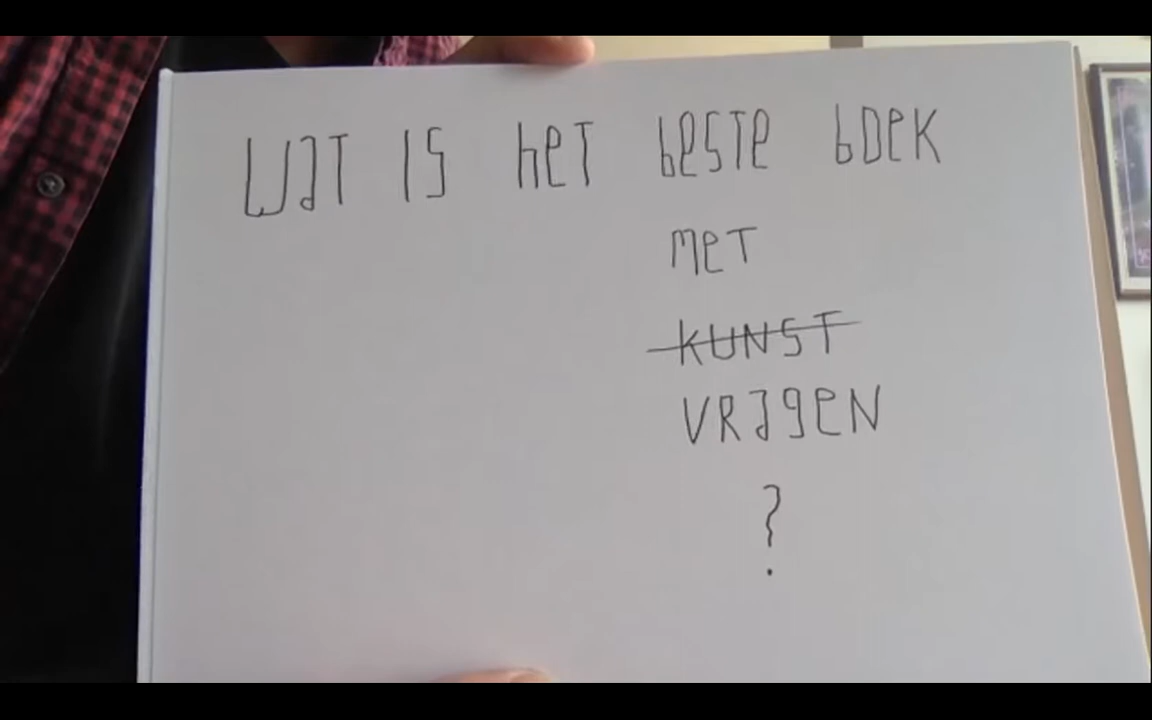 WAT IS HET BESTE BOEK
MET
KUNST
VRAGEN
?